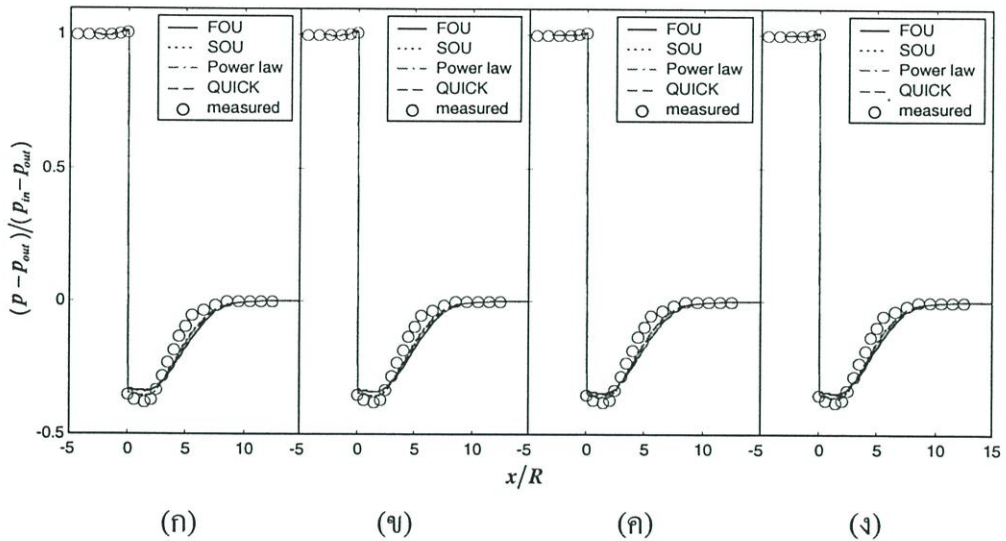 1
0.5
0
-0.5
(p-p_out)/(p_in-p_out)
FOU
SOU
Power law
QUICK
measured
FOU
SOU
Power law
QUICK
measured
FOU
SOU
Power law
QUICK
measured
FOU
SOU
Power law
QUICK
measured
-5 0 5 10 -5 0 5 10 -5 0 5 10 -5 0 5 10 15
x/R
(ก) (ข) (ค) (ง)